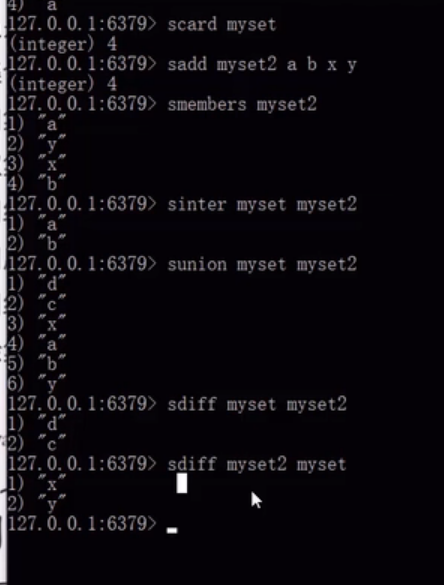 4) "a"
127.0.0.1:6379> scard myset
(integer) 4
127.0.0.1:6379> sadd myset2 a b x y
(integer) 4
127.0.0.1:6379> smembers myset2
1) "a"
2) "y"
3) "x"
4) "b"
127.0.0.1:6379> sinter myset myset2
1) "a"
2) "b"
127.0.0.1:6379> sunion myset myset2
1) "d"
2) "c"
3) "x"
4) "a"
5) "b"
6) "y"
127.0.0.1:6379> sdiff myset myset2
1) "d"
2) "c"
127.0.0.1:6379> sdiff myset2 myset
1) "x"
2) "y"
127.0.0.1:6379>